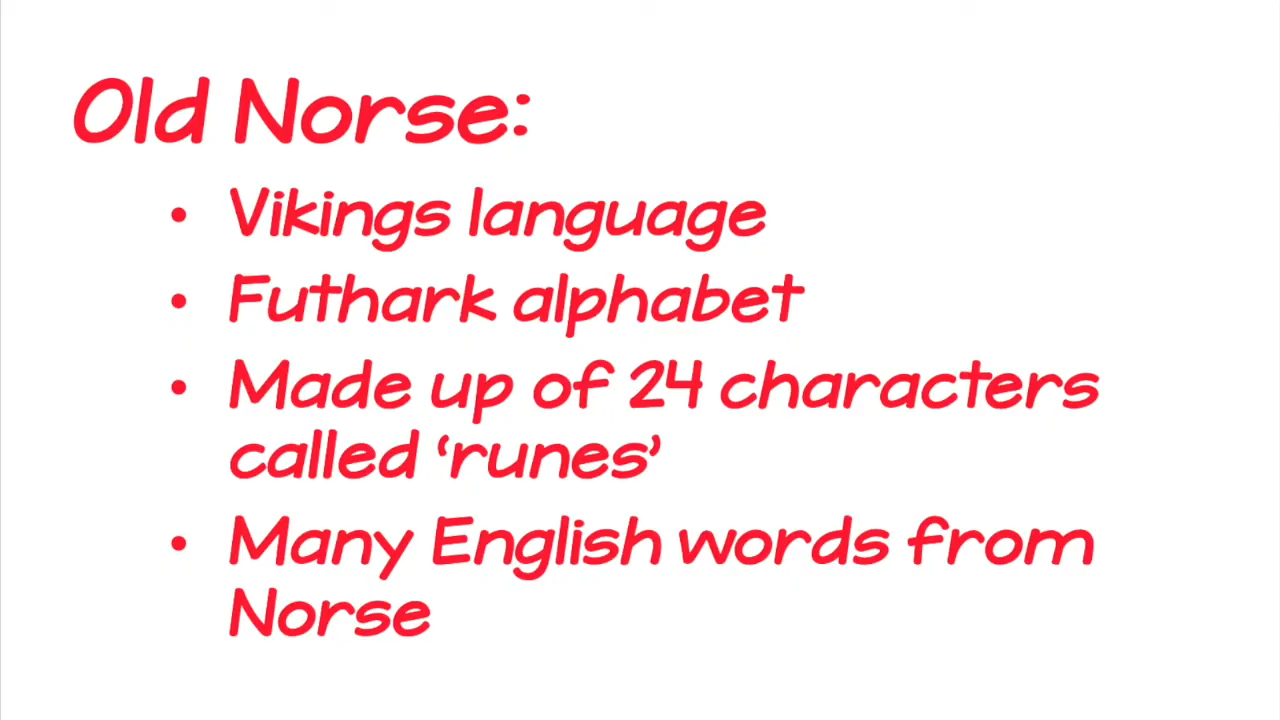 Old Norse:
• Vikings language
• Futhark alphabet
• Made up of 24 characters
called ‘runes’
• Many English words from
Norse